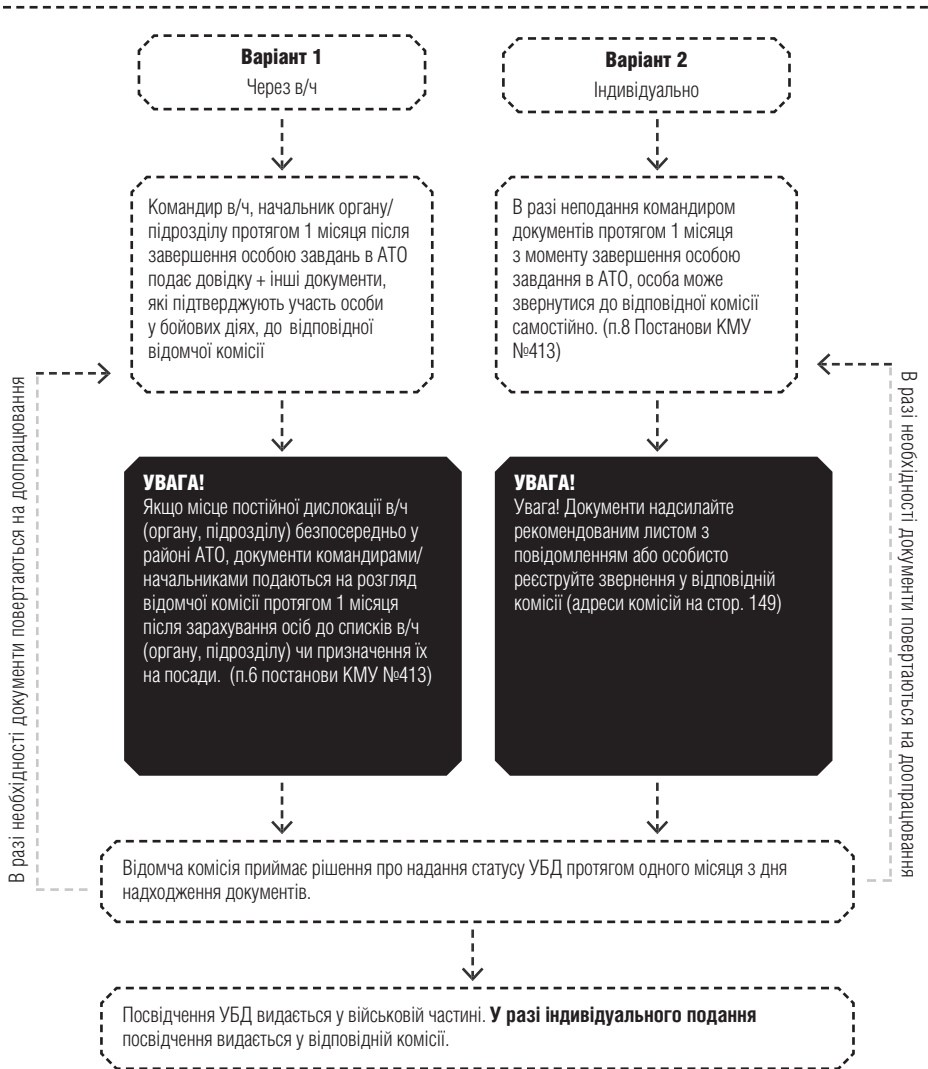 Варіант 1
Через в/ч
Варіант 2
Індивідуально
Командир в/ч, начальник органу/
підрозділу протягом 1 місяця після
завершення особою завдань в АТО
подає довідку + інші документи,
які підтверджують участь особи
у бойових діях, до відповідної
відомчої комісії
В разі неподання командиром
документів протягом 1 місяця
з моменту завершення особою
завдання в АТО, особа може
звернутися до відповідної комісії
самостійно. (п.8 Постанови КМУ
№413)
УВАГА!
Якщо місце постійної дислокації в/ч
(органу, підрозділу) безпосередньо у
районі АТО, документи командирами/
начальниками подаються на розгляд
відомчої комісії протягом 1 місяця
після зарахування осіб до списків в/ч
(органу, підрозділу) чи призначення їх
на посади. (п.6 постанови КМУ №413)
УВАГА!
Увага! Документи надсилайте
рекомендованим листом з
повідомленням або особисто
реєструйте звернення у відповідній
комісії (адреси комісій на стор. 149)
В разі необхідності документи повертаються на доопрацювання
В разі необхідності документи повертаються на доопрацювання
Відомча комісія приймає рішення про надання статусу УБД протягом одного місяця з дня
надходження документів.
Посвідчення УБД видається у військовій частині. У разі індивідуального подання
посвідчення видається у відповідній комісії.